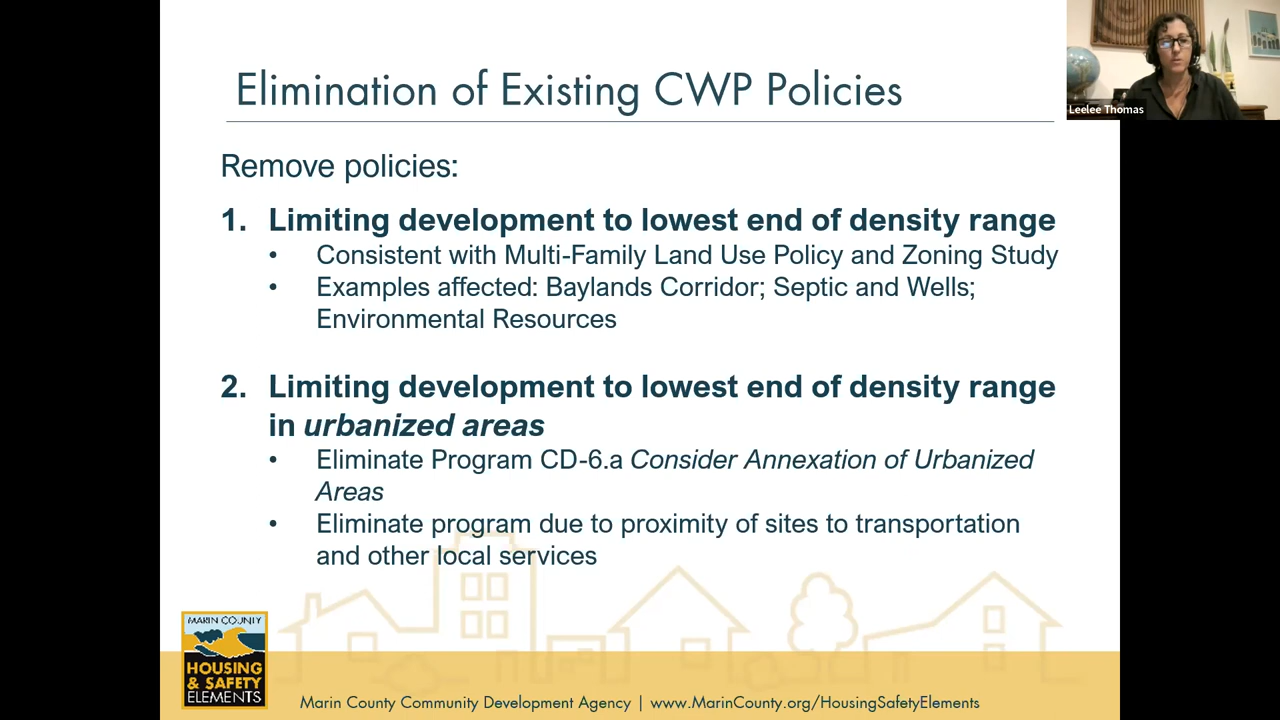 Elimination of Existing CWP Policies
Leelee Thomas
Remove policies:
1. Limiting development to lowest end of density range
• Consistent with Multi-Family Land Use Policy and Zoning Study
• Examples affected: Baylands Corridor; Septic and Wells;
Environmental Resources
2. Limiting development to lowest end of density range
in urbanized areas
• Eliminate Program CD-6.a Consider Annexation of Urbanized
Areas
• Eliminate program due to proximity of sites to transportation
and other local services
MARIN COUNTY
HOUSING
& SAFETY
ELEMENTS
Marin County Community Development Agency | www.MarinCounty.org/HousingSafetyElements